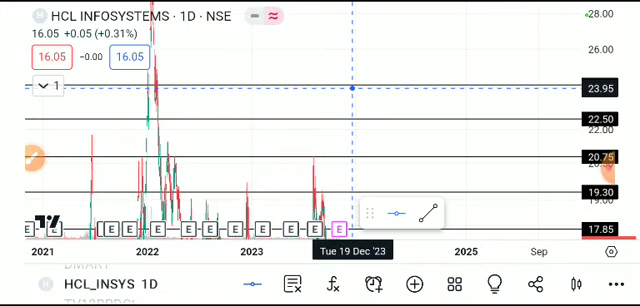 HCL INFOSYSTEMS · 1D · NSE
16.05 +0.05 (+0.31%)
16.05 −0.00 16.05
1
28.00
26.00
23.95
22.50
22.00
20.75
19.30
19.00
17.85
E E E E E E E E E E E E
Tue 19 Dec '23
2021 2022 2023 2025 Sep
HCL_INSYS 1D